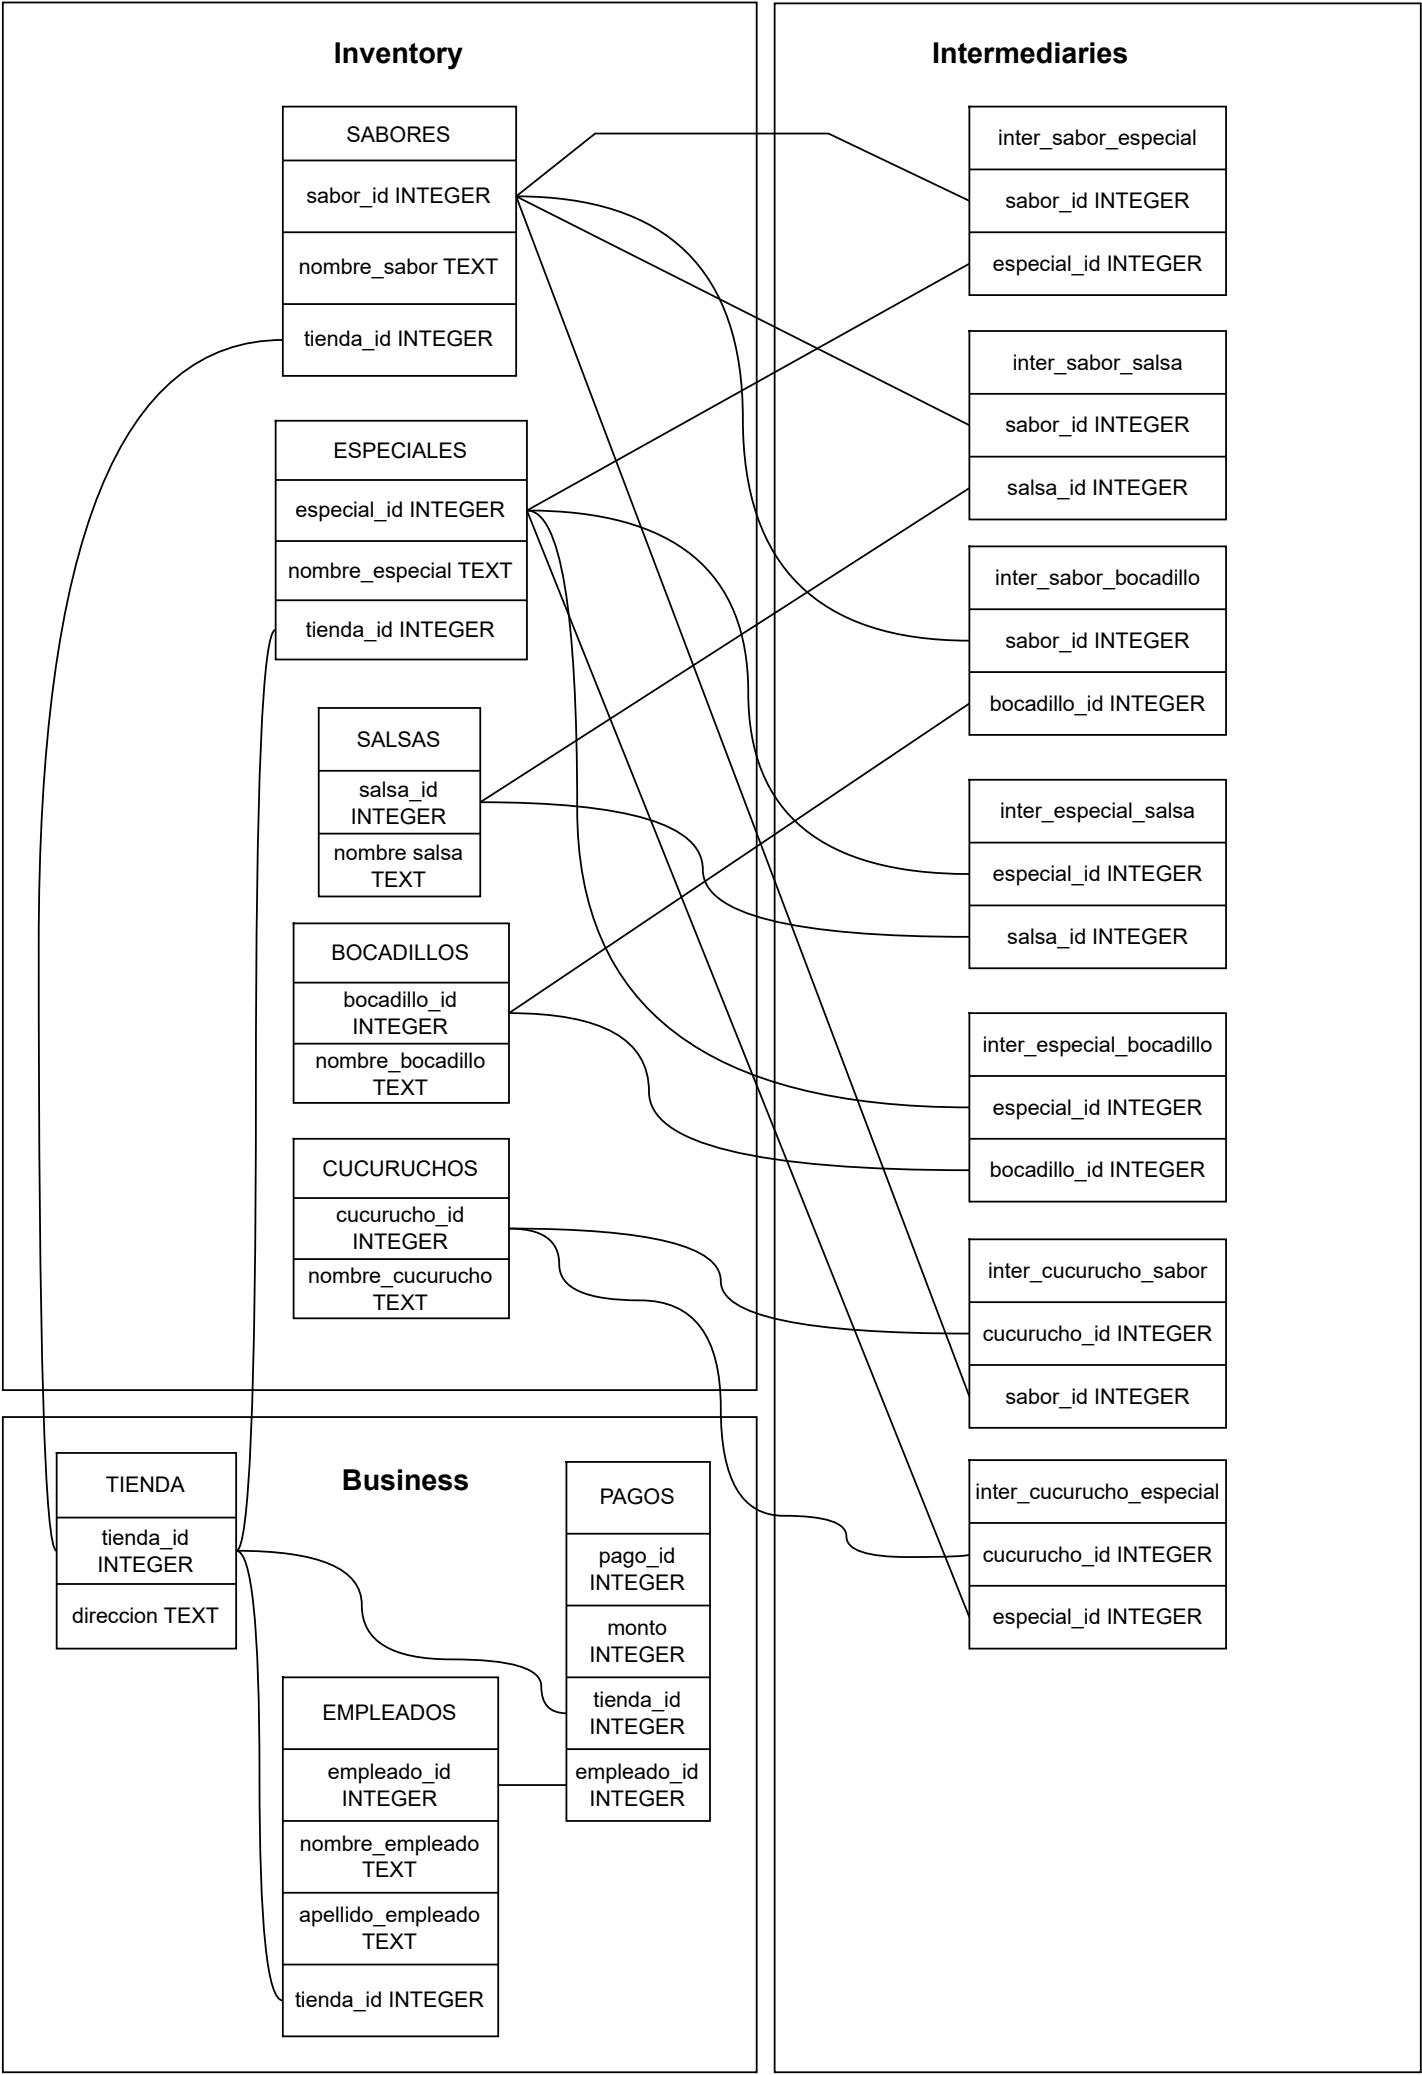 Inventory
SABORES
sabor_id INTEGER
nombre_sabor TEXT
tienda_id INTEGER
ESPECIALES
especial_id INTEGER
nombre_especial TEXT
tienda_id INTEGER
SALSAS
salsa_id
INTEGER
nombre salsa
TEXT
BOCADILLOS
bocadillo_id
INTEGER
nombre_bocadillo
TEXT
CUCURUCHOS
cucurucho_id
INTEGER
nombre_cucurucho
TEXT
Business
TIENDA
tienda_id
INTEGER
direccion TEXT
PAGOS
pago_id
INTEGER
monto
INTEGER
tienda_id
INTEGER
empleado_id
INTEGER
EMPLEADOS
empleado_id
INTEGER
nombre_empleado
TEXT
apellido_empleado
TEXT
tienda_id INTEGER
Intermediaries
inter_sabor_especial
sabor_id INTEGER
especial_id INTEGER
inter_sabor_salsa
sabor_id INTEGER
salsa_id INTEGER
inter_sabor_bocadillo
sabor_id INTEGER
bocadillo_id INTEGER
inter_especial_salsa
especial_id INTEGER
salsa_id INTEGER
inter_especial_bocadillo
especial_id INTEGER
bocadillo_id INTEGER
inter_cucurucho_sabor
cucurucho_id INTEGER
sabor_id INTEGER
inter_cucurucho_especial
cucurucho_id INTEGER
especial_id INTEGER